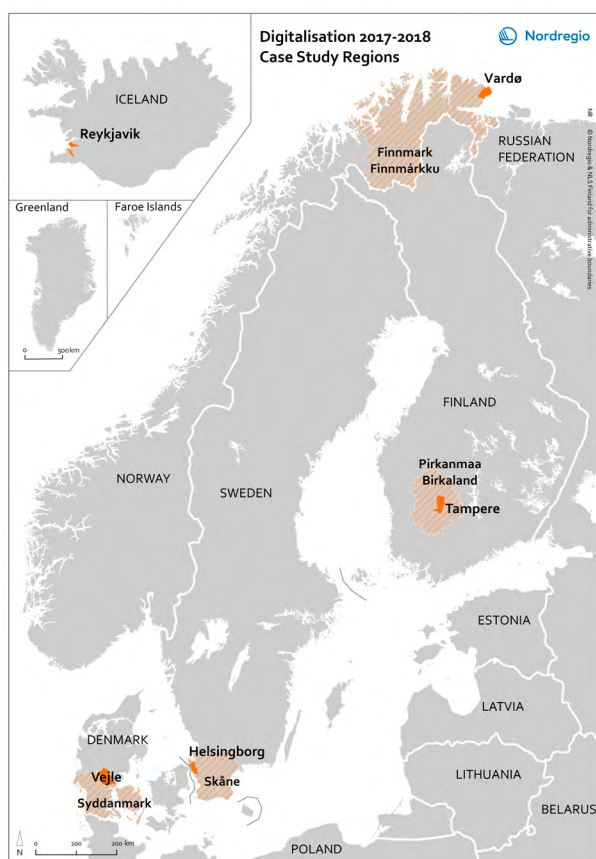 Digitalisation 2017-2018
Case Study Regions
Nordregio
ICELAND
Reykjavik
Greenland
Faroe Islands
0 500km
Vardø
Finnmark
Finnmárkku
RUSSIAN
FEDERATION
NR © Nordregio & NLS Finland for administrative boundaries
FINLAND
NORWAY
SWEDEN
Pirkanmaa
Birkaland
Tampere
ESTONIA
LATVIA
DENMARK
Helsingborg
Vejle
Skåne
Syddanmark
LITHUANIA
BELARUS
POLAND
N
0 100 200 km